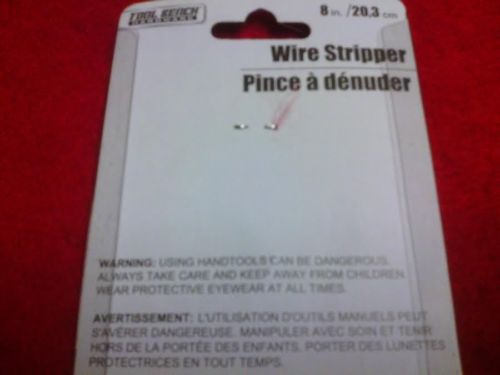 TOOL BENCH
HARDWARE
8 in. /20,3 cm
Wire Stripper
Pince à dénuder
WARNING: USING HANDTOOLS CAN BE DANGEROUS.
ALWAYS TAKE CARE AND KEEP AWAY FROM CHILDREN.
WEAR PROTECTIVE EYEWEAR AT ALL TIMES.
AVERTISSEMENT: L'UTILISATION D'OUTILS MANUELS PEUT
S'AVÉRER DANGEREUSE. MANIPULER AVEC SOIN ET TENIR
HORS DE LA PORTÉE DES ENFANTS. PORTER DES LUNETTES
PROTECTRICES EN TOUT TEMPS.